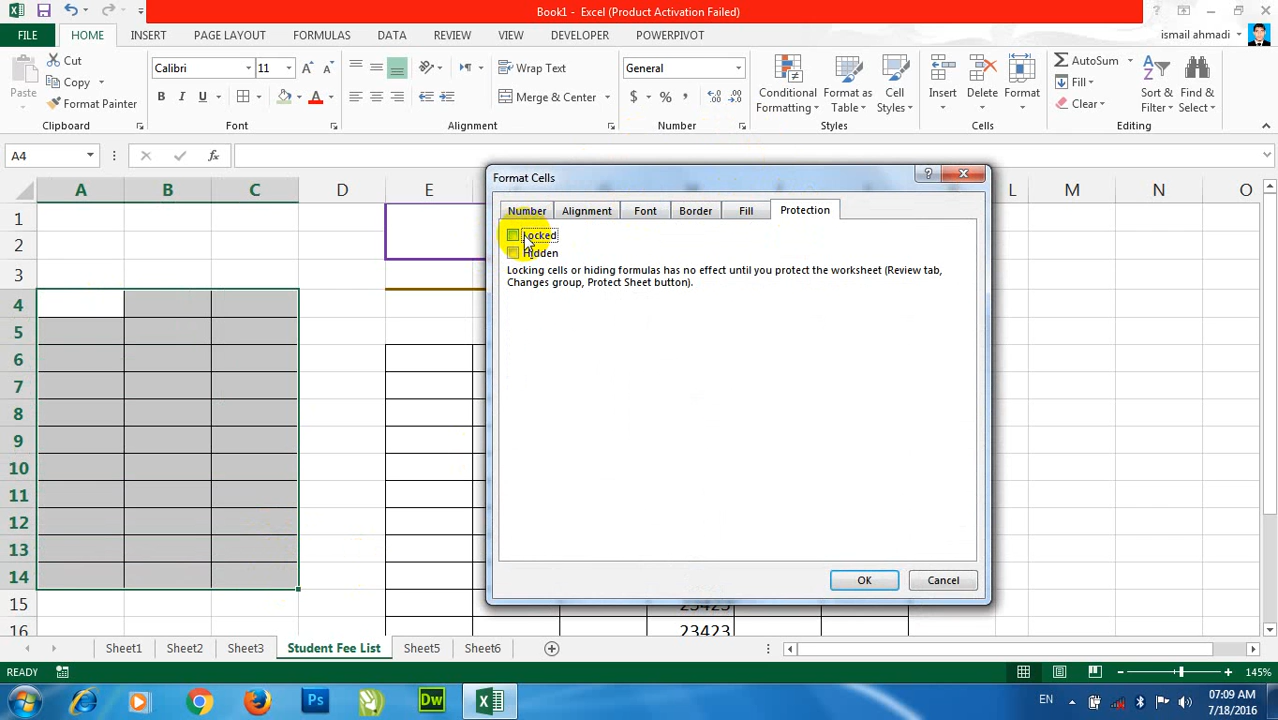 Book1 - Excel (Product Activation Failed)
FILE HOME INSERT PAGE LAYOUT FORMULAS DATA REVIEW VIEW DEVELOPER POWERPIVOT ismail ahmadi
Cut
Copy
Format Painter
Paste
Clipboard
Calibri 11
B I U
Font
Wrap Text
Merge & Center
Alignment
General
$ % ,
Number
Conditional Formatting
Format as Table
Cell Styles
Styles
Insert Delete Format
Cells
AutoSum
Fill
Clear
Sort & Filter
Find & Select
Editing
A4 fx
A B C D E L M N O
1
2
3
4
5
6
7
8
9
10
11
12
13
14
15 23423
16 23423
Format Cells
Number Alignment Font Border Fill Protection
Locked
Hidden
Locking cells or hiding formulas has no effect until you protect the worksheet (Review tab,
Changes group, Protect Sheet button).
OK Cancel
Sheet1 Sheet2 Sheet3 Student Fee List Sheet5 Sheet6
READY 145%
Ps Dw EN 07:09 AM
7/18/2016